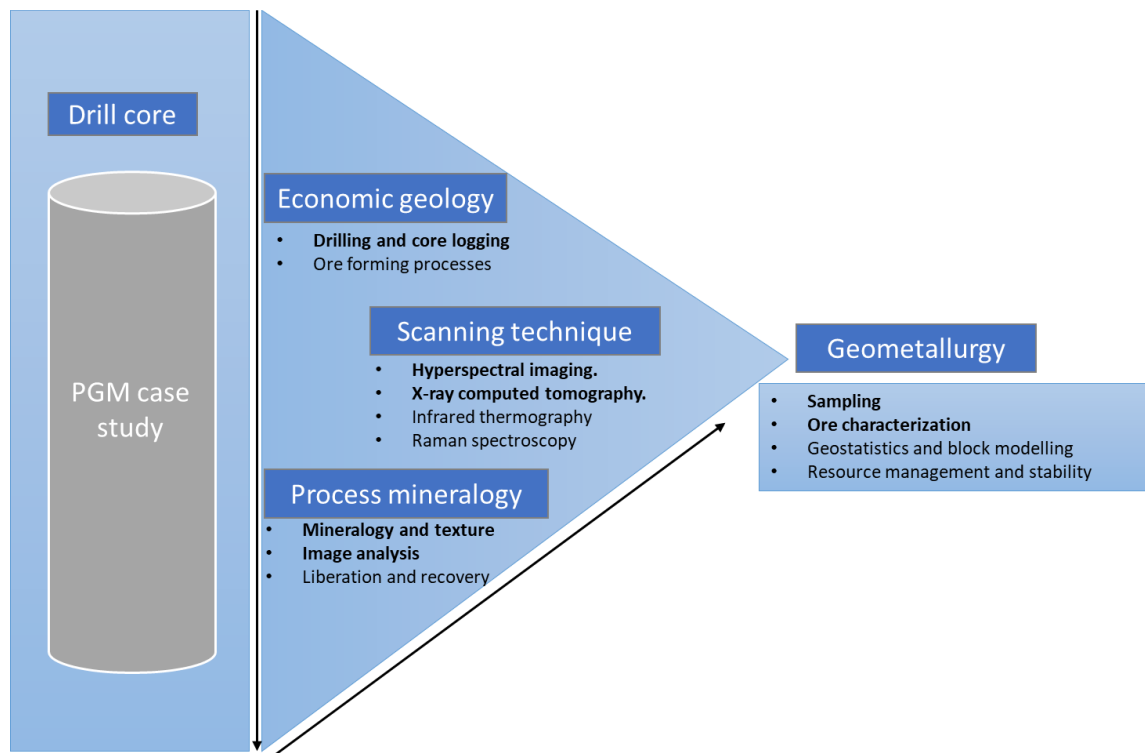 Drill core
PGM case
study
Economic geology
• Drilling and core logging
• Ore forming processes
Scanning technique
• Hyperspectral imaging.
• X-ray computed tomography.
• Infrared thermography
• Raman spectroscopy
Process mineralogy
• Mineralogy and texture
• Image analysis
• Liberation and recovery
Geometallurgy
• Sampling
• Ore characterization
• Geostatistics and block modelling
• Resource management and stability